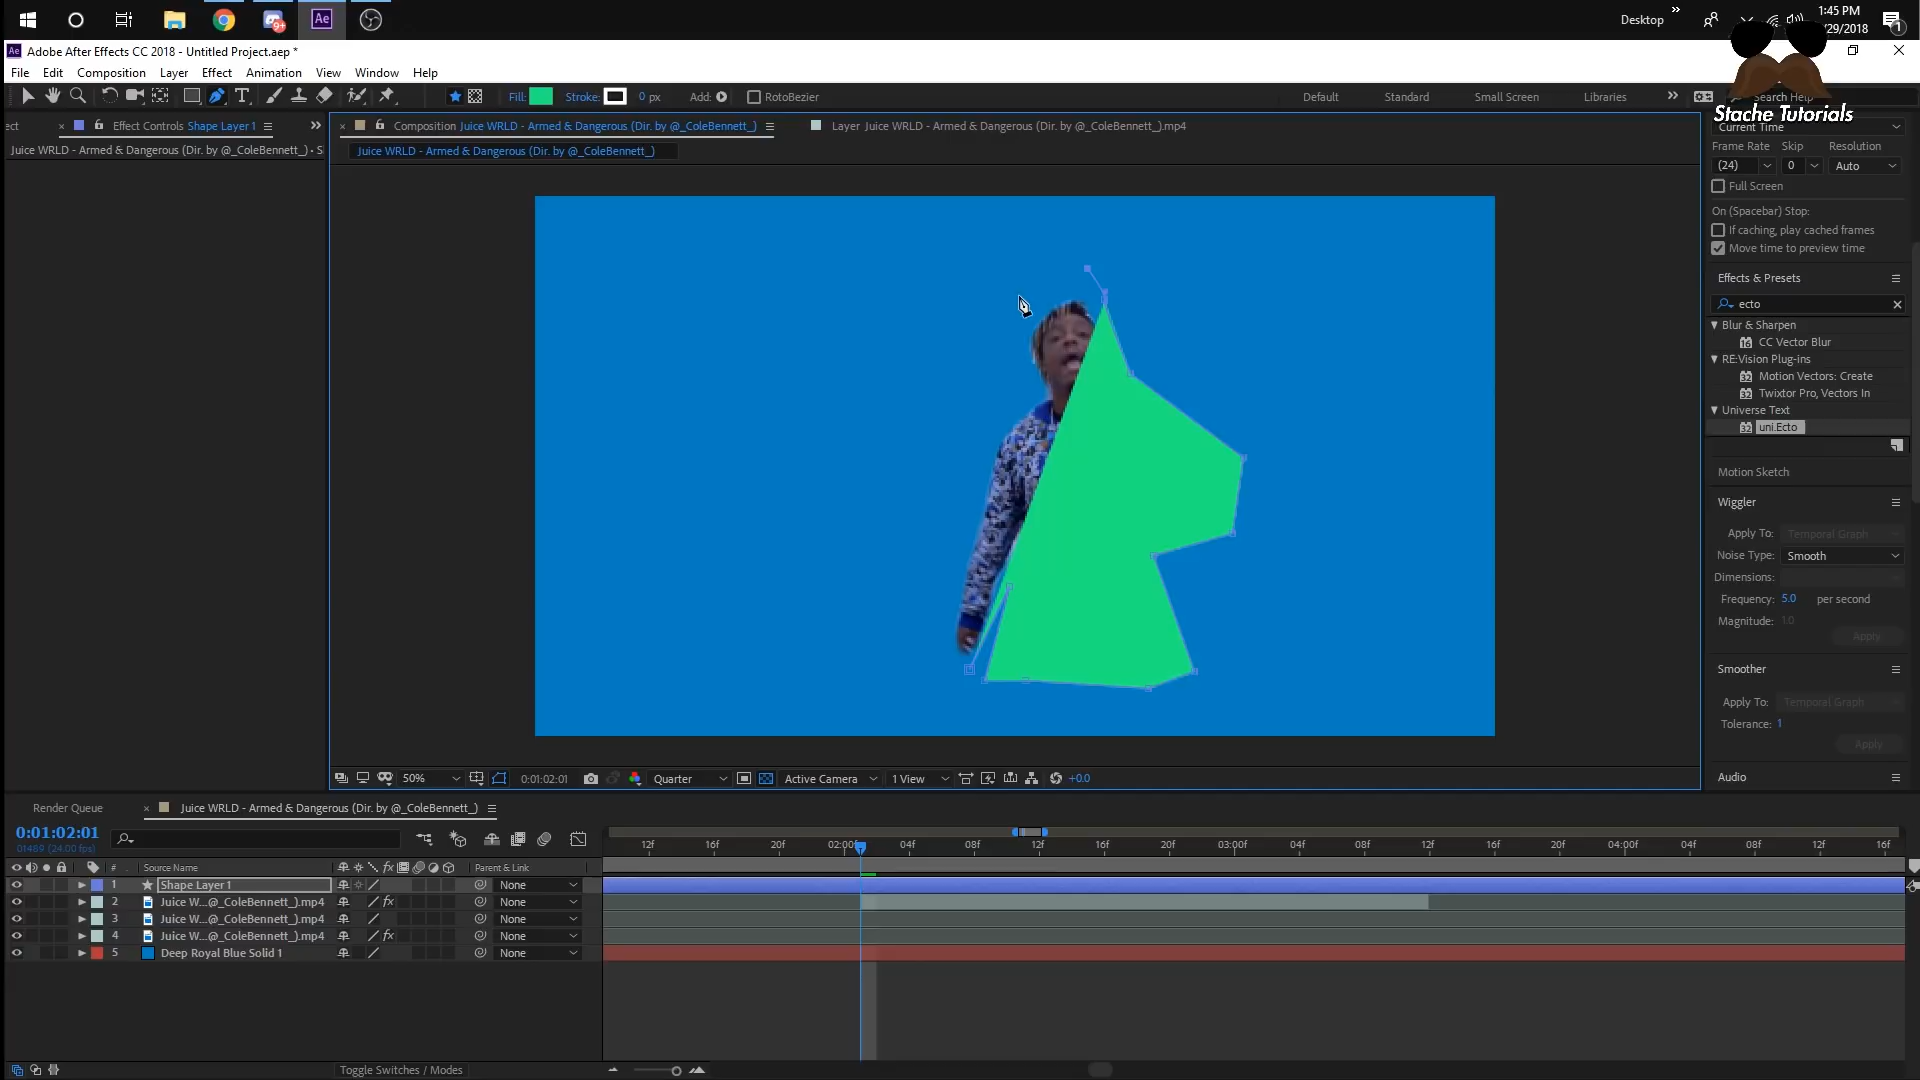 Desktop
1:45 PM
/29/2018
1
9+
Ae
Ae Adobe After Effects CC 2018 - Untitled Project.aep *
File Edit Composition Layer Effect Animation View Window Help
Fill: Stroke: 0 px Add: RotoBezier
Default Standard Small Screen Libraries Search Help
Stache Tutorials
ect Effect Controls Shape Layer 1
Composition Juice WRLD - Armed & Dangerous (Dir. by @_ColeBennett_)
Layer Juice WRLD - Armed & Dangerous (Dir. by @_ColeBennett_).mp4
Juice WRLD - Armed & Dangerous (Dir. by @_ColeBennett_) • S
Juice WRLD - Armed & Dangerous (Dir. by @_ColeBennett_)
Current Time
Frame Rate Skip Resolution
(24) 0 Auto
Full Screen
On (Spacebar) Stop:
If caching, play cached frames
Move time to preview time
Effects & Presets
ecto
Blur & Sharpen
CC Vector Blur
RE:Vision Plug-ins
Motion Vectors: Create
Twixtor Pro, Vectors In
Universe Text
uni.Ecto
Motion Sketch
Wiggler
Apply To: Temporal Graph
Noise Type: Smooth
Dimensions:
Frequency: 5.0 per second
Magnitude: 1.0
Apply
Smoother
Apply To: Temporal Graph
Tolerance: 1
Apply
Audio
50% 0:01:02:01 Quarter Active Camera 1 View +0.0
Render Queue Juice WRLD - Armed & Dangerous (Dir. by @_ColeBennett_)
0:01:02:01
01489 (24.00 fps)
12f 16f 20f 02:00f 04f 08f 12f 16f 20f 03:00f 04f 08f 12f 16f 20f 04:00f 04f 08f 12f 16f
# Source Name Parent & Link
1 Shape Layer 1 None
2 Juice W...@_ColeBennett_).mp4 fx None
3 Juice W...@_ColeBennett_).mp4 None
4 Juice W...@_ColeBennett_).mp4 fx None
5 Deep Royal Blue Solid 1 None
Toggle Switches / Modes